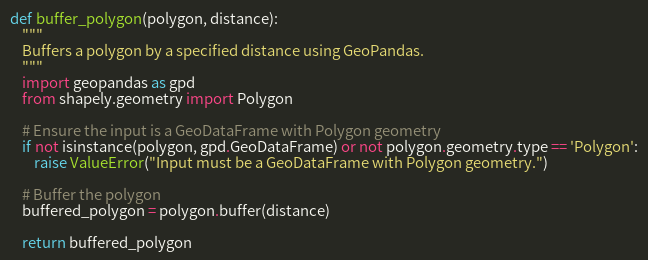 def buffer_polygon(polygon, distance):
    """
    Buffers a polygon by a specified distance using GeoPandas.
    """
    import geopandas as gpd
    from shapely.geometry import Polygon

    # Ensure the input is a GeoDataFrame with Polygon geometry
    if not isinstance(polygon, gpd.GeoDataFrame) or not polygon.geometry.type == 'Polygon':
        raise ValueError("Input must be a GeoDataFrame with Polygon geometry.")

    # Buffer the polygon
    buffered_polygon = polygon.buffer(distance)

    return buffered_polygon